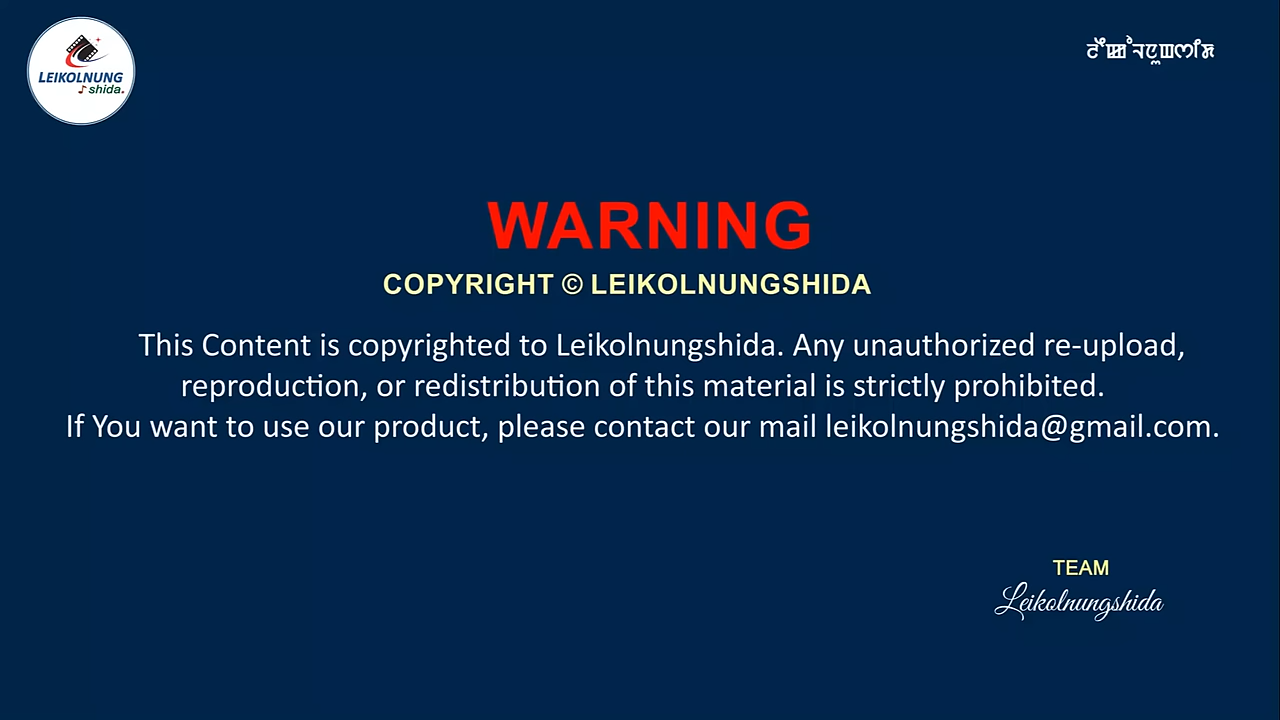 LEIKOLNUNG
shida.
WARNING
COPYRIGHT © LEIKOLNUNGSHIDA
This Content is copyrighted to Leikolnungshida. Any unauthorized re-upload,
reproduction, or redistribution of this material is strictly prohibited.
If You want to use our product, please contact our mail leikolnungshida@gmail.com.
TEAM
Leikolnungshida